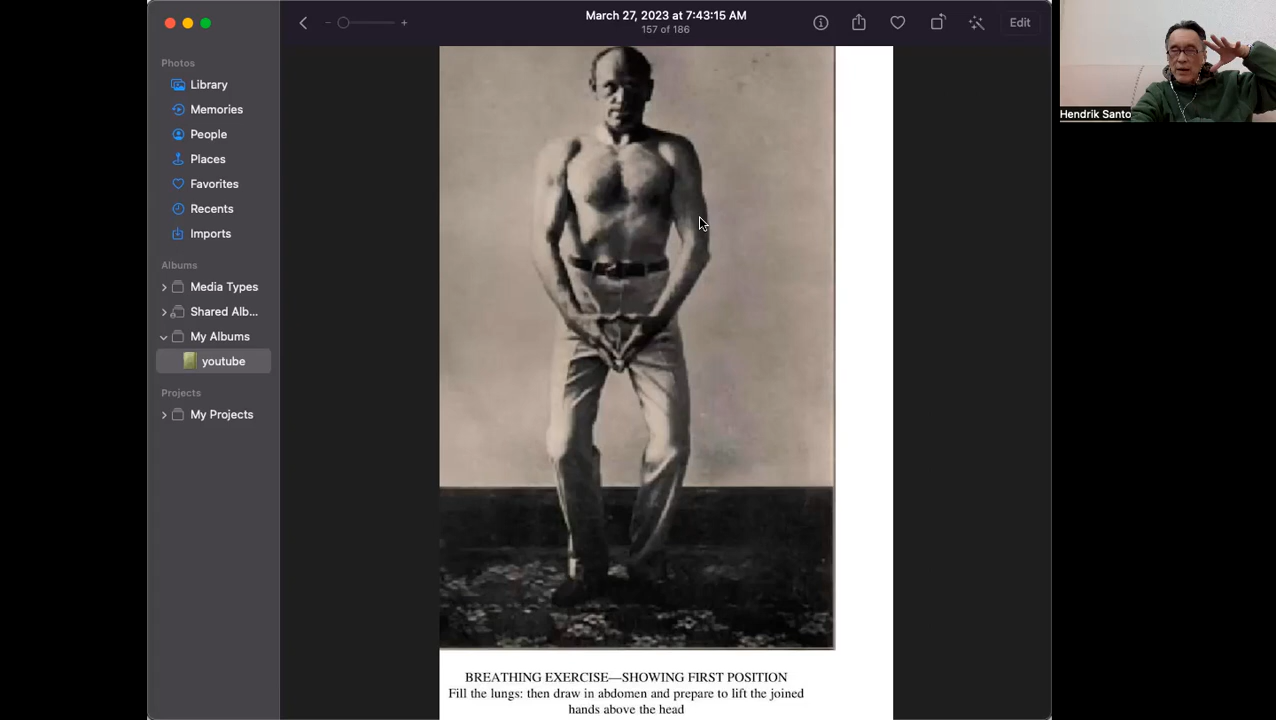 March 27, 2023 at 7:43:15 AM
157 of 186
Edit
Photos
Library
Memories
People
Places
Favorites
Recents
Imports
Albums
Media Types
Shared Alb...
My Albums
youtube
Projects
My Projects
Hendrik Santo
BREATHING EXERCISE—SHOWING FIRST POSITION
Fill the lungs: then draw in abdomen and prepare to lift the joined
hands above the head